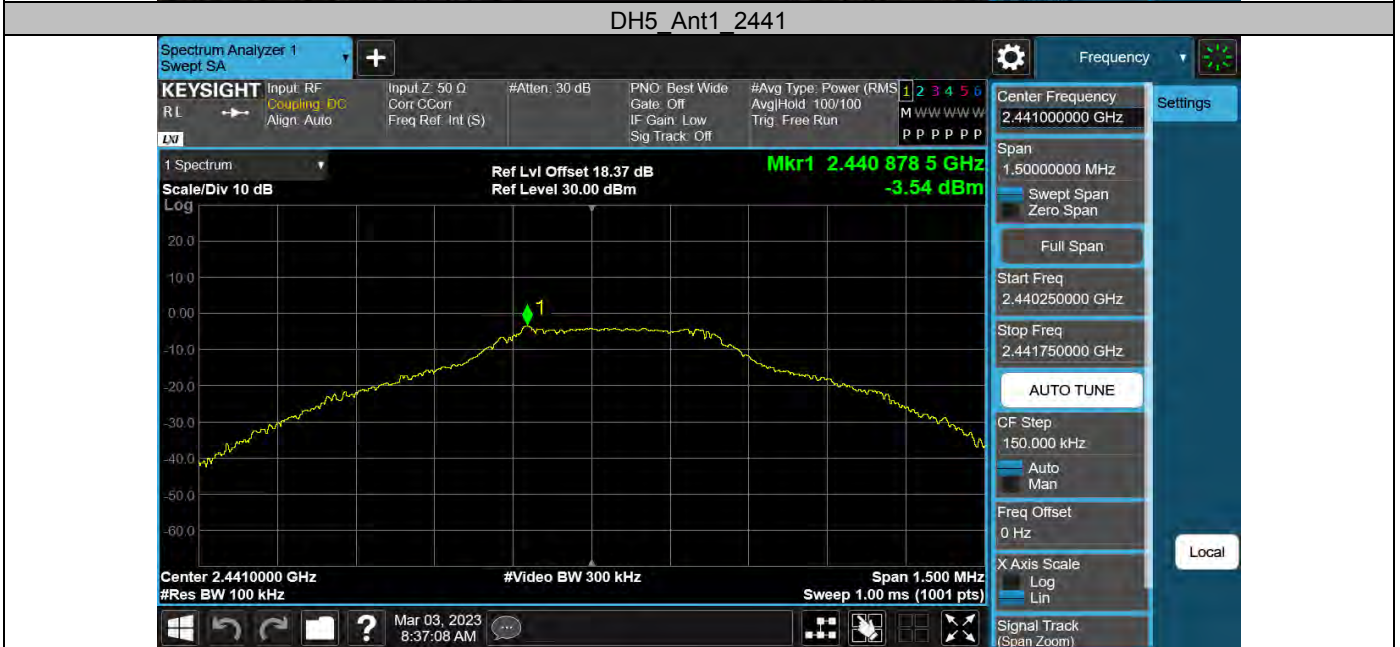 DH5_Ant1_2441
Spectrum Analyzer 1
Swept SA
Frequency
KEYSIGHT
RL
LXI
Input: RF
Coupling: DC
Align: Auto
Input Z: 50 Ω
Corr CCorr
Freq Ref: Int (S)
#Atten: 30 dB
PNO: Best Wide
Gate: Off
IF Gain: Low
Sig Track: Off
#Avg Type: Power (RMS
Avg|Hold: 100/100
Trig: Free Run
1 2 3 4 5 6
M W W W W W
P P P P P P
Center Frequency
2.441000000 GHz
Settings
1 Spectrum
Scale/Div 10 dB
Ref Lvl Offset 18.37 dB
Ref Level 30.00 dBm
Mkr1 2.440 878 5 GHz
-3.54 dBm
Span
1.50000000 MHz
Swept Span
Zero Span
Full Span
Start Freq
2.440250000 GHz
Stop Freq
2.441750000 GHz
AUTO TUNE
CF Step
150.000 kHz
Auto
Man
Freq Offset
0 Hz
X Axis Scale
Log
Lin
Signal Track
(Span Zoom)
Local
Log
20.0
10.0
0.00
-10.0
-20.0
-30.0
-40.0
-50.0
-60.0
1
Center 2.4410000 GHz
#Res BW 100 kHz
#Video BW 300 kHz
Span 1.500 MHz
Sweep 1.00 ms (1001 pts)
?
Mar 03, 2023
8:37:08 AM